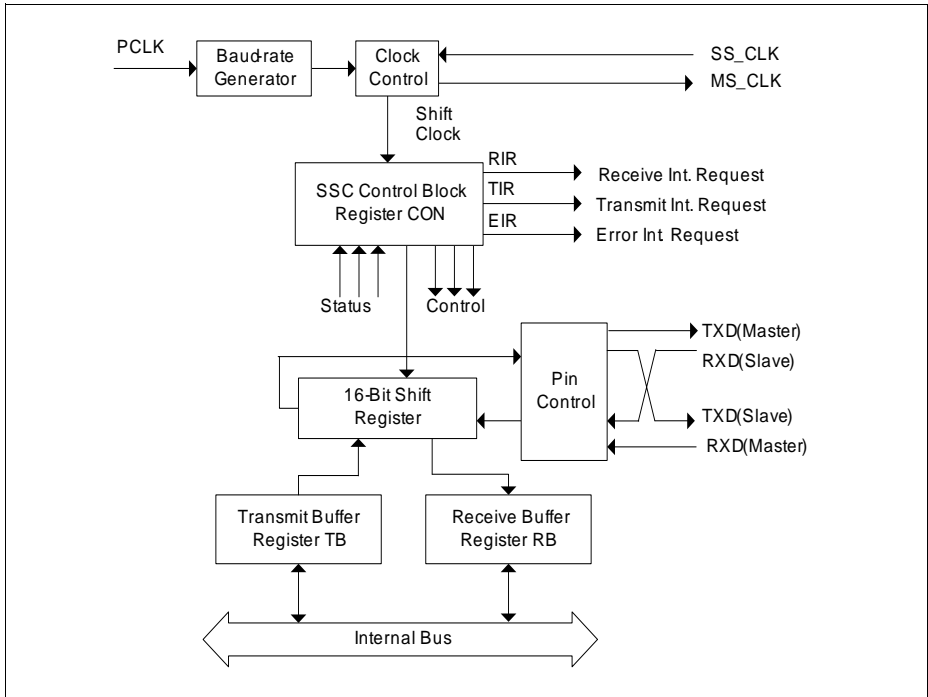 PCLK
Baud-rate
Generator
Clock
Control
SS_CLK
MS_CLK
Shift
Clock
SSC Control Block
Register CON
RIR
TIR
EIR
Receive Int. Request
Transmit Int. Request
Error Int. Request
Status
Control
16-Bit Shift
Register
Pin
Control
TXD(Master)
RXD(Slave)
TXD(Slave)
RXD(Master)
Transmit Buffer
Register TB
Receive Buffer
Register RB
Internal Bus